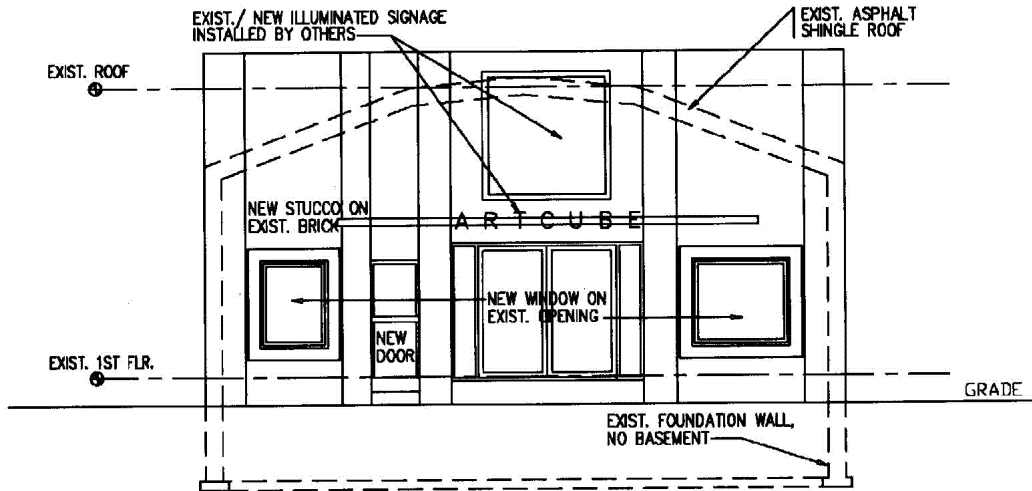 EXIST./ NEW ILLUMINATED SIGNAGE
INSTALLED BY OTHERS
EXIST. ASPHALT
SHINGLE ROOF
EXIST. ROOF
NEW STUCCO ON
EXIST. BRICK
ARTCUBE
NEW WINDOW ON
EXIST. OPENING
NEW
DOOR
EXIST. 1ST FLR.
GRADE
EXIST. FOUNDATION WALL,
NO BASEMENT